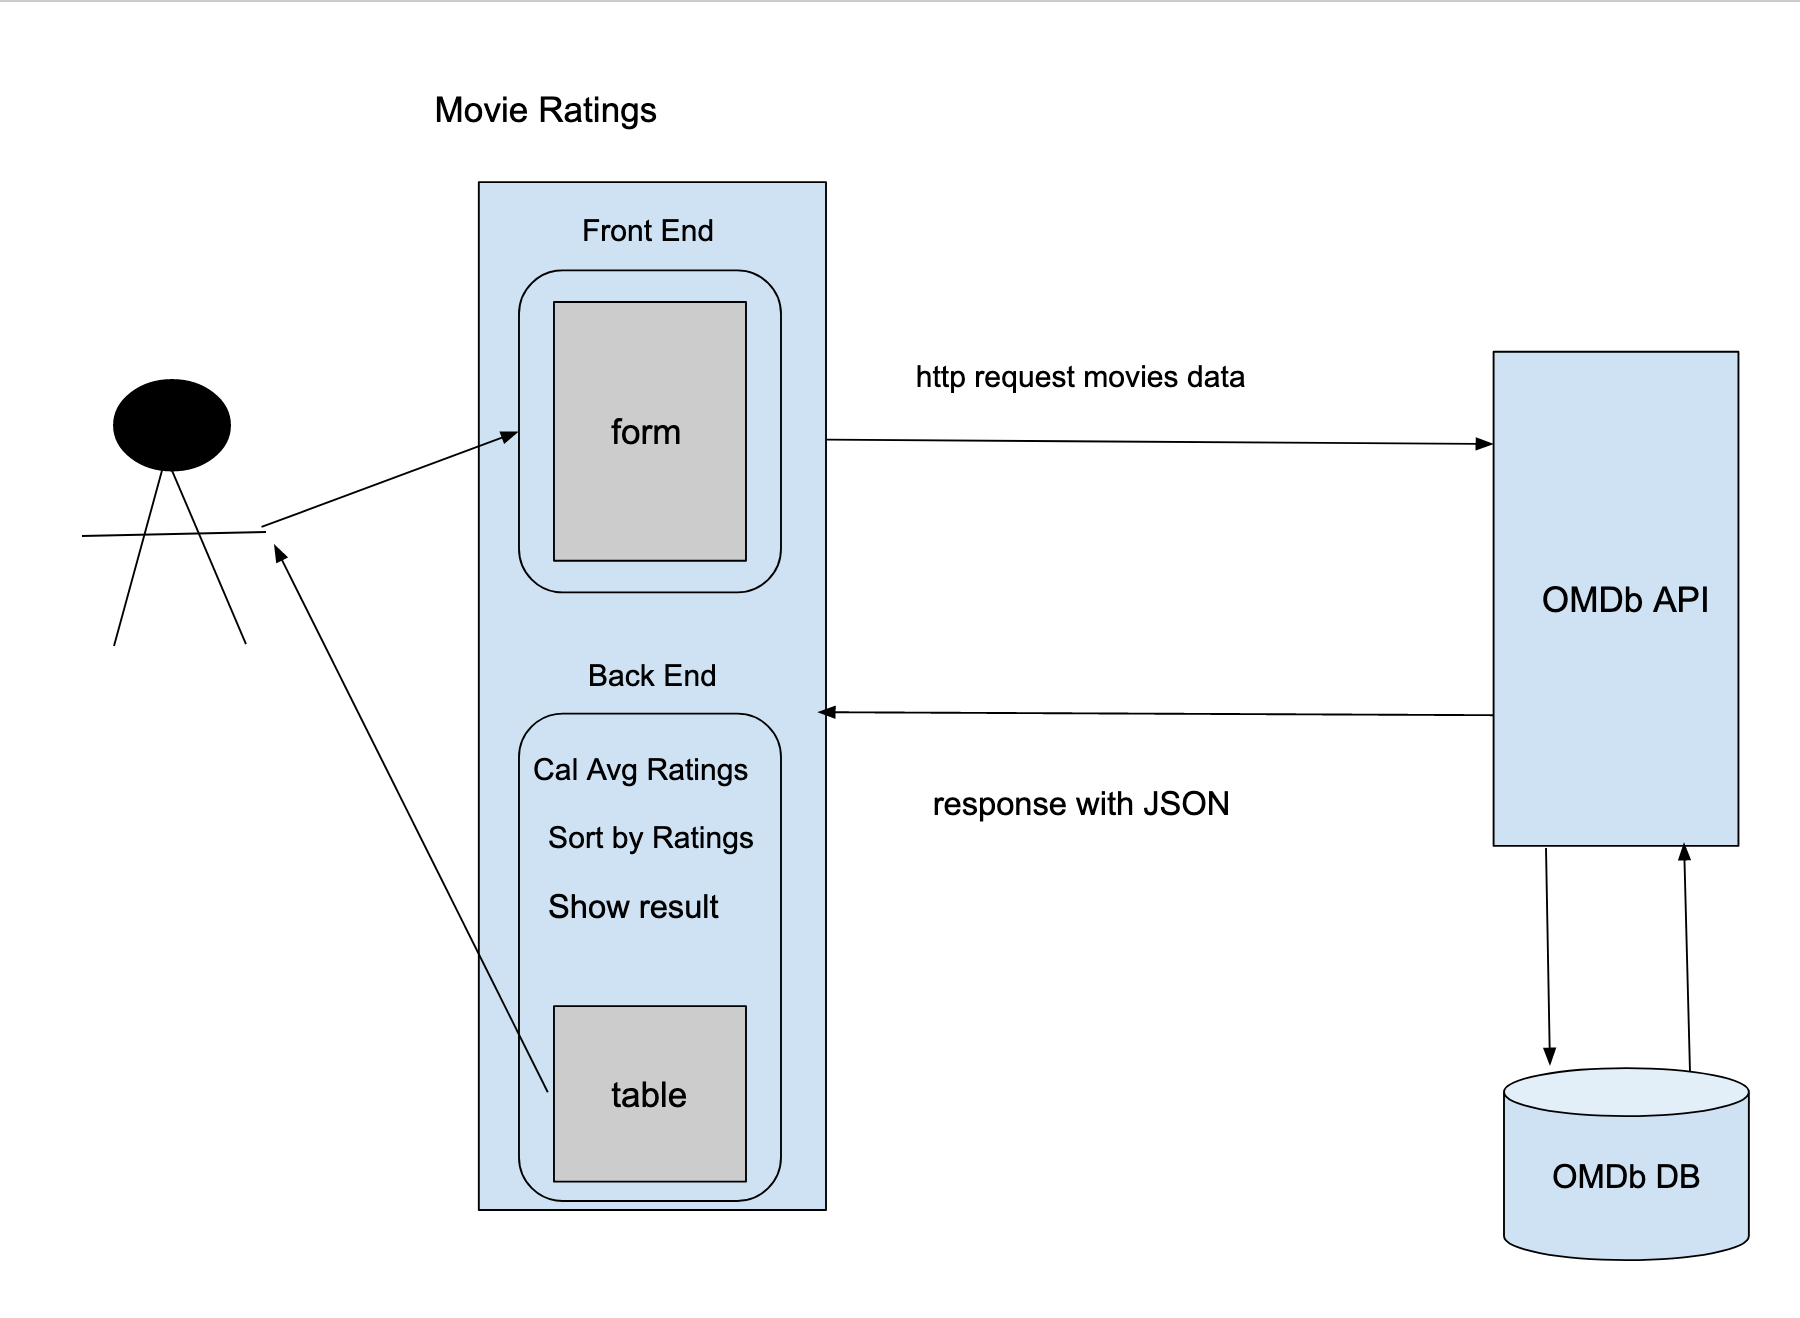 Movie Ratings
Front End
form
http request movies data
OMDb API
Back End
Cal Avg Ratings
response with JSON
Sort by Ratings
Show result
table
OMDb DB